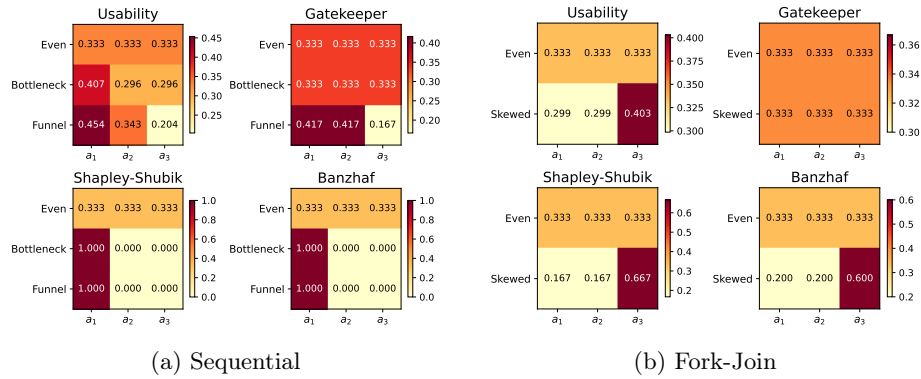 Usability
Even 0.333 0.333 0.333
Bottleneck 0.407 0.296 0.296
Funnel 0.454 0.343 0.204
a1 a2 a3
0.45
0.40
0.35
0.30
0.25
Gatekeeper
Even 0.333 0.333 0.333
Bottleneck 0.333 0.333 0.333
Funnel 0.417 0.417 0.167
a1 a2 a3
0.40
0.35
0.30
0.25
0.20
Shapley-Shubik
Even 0.333 0.333 0.333
Bottleneck 1.000 0.000 0.000
Funnel 1.000 0.000 0.000
a1 a2 a3
1.0
0.8
0.6
0.4
0.2
0.0
Banzhaf
Even 0.333 0.333 0.333
Bottleneck 1.000 0.000 0.000
Funnel 1.000 0.000 0.000
a1 a2 a3
1.0
0.8
0.6
0.4
0.2
0.0
(a) Sequential
Usability
Even 0.333 0.333 0.333
Skewed 0.299 0.299 0.403
a1 a2 a3
0.400
0.375
0.350
0.325
0.300
Gatekeeper
Even 0.333 0.333 0.333
Skewed 0.333 0.333 0.333
a1 a2 a3
0.36
0.34
0.32
0.30
Shapley-Shubik
Even 0.333 0.333 0.333
Skewed 0.167 0.167 0.667
a1 a2 a3
0.6
0.4
0.2
Banzhaf
Even 0.333 0.333 0.333
Skewed 0.200 0.200 0.600
a1 a2 a3
0.6
0.5
0.4
0.3
0.2
(b) Fork-Join